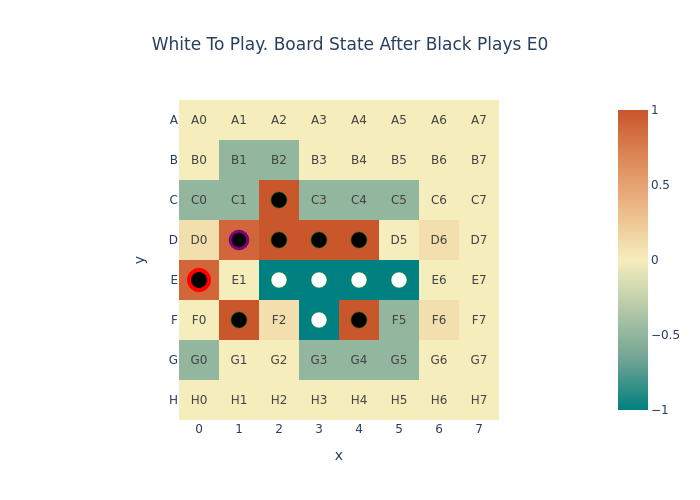 White To Play. Board State After Black Plays E0
A A0 A1 A2 A3 A4 A5 A6 A7
B B0 B1 B2 B3 B4 B5 B6 B7
C C0 C1 C3 C4 C5 C6 C7
D D0 D5 D6 D7
E E1 E6 E7
F F0 F2 F5 F6 F7
G G0 G1 G2 G3 G4 G5 G6 G7
H H0 H1 H2 H3 H4 H5 H6 H7
0 1 2 3 4 5 6 7
x
y
1
0.5
0
−0.5
−1